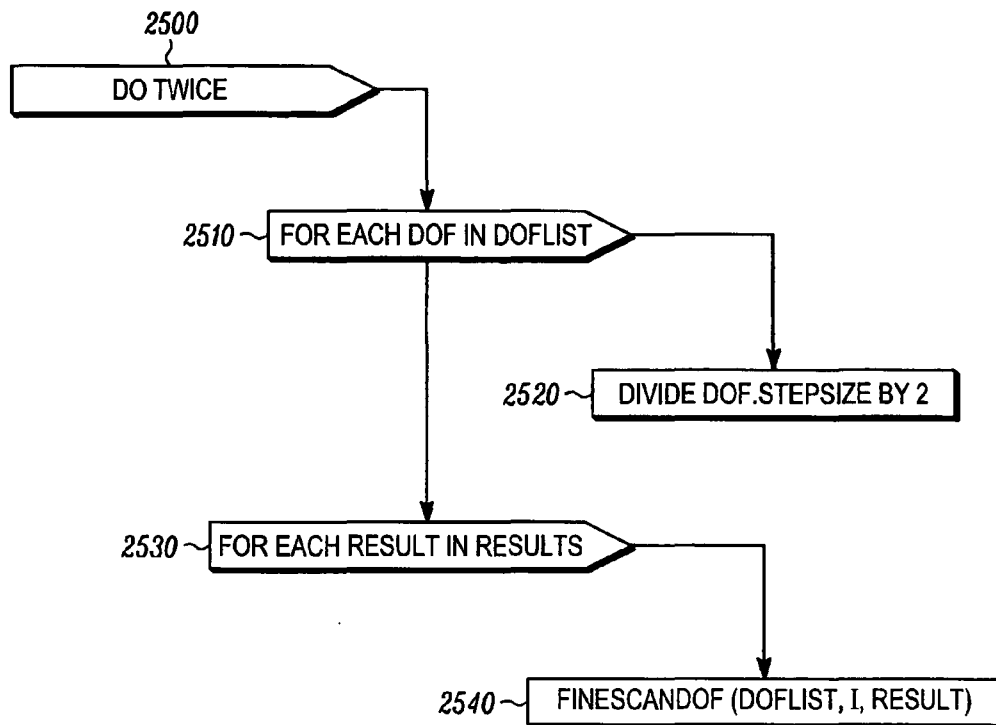 2500
DO TWICE
2510 FOR EACH DOF IN DOFLIST
2520 DIVIDE DOF.STEPSIZE BY 2
2530 FOR EACH RESULT IN RESULTS
2540 FINESCANDOF (DOFLIST, I, RESULT)